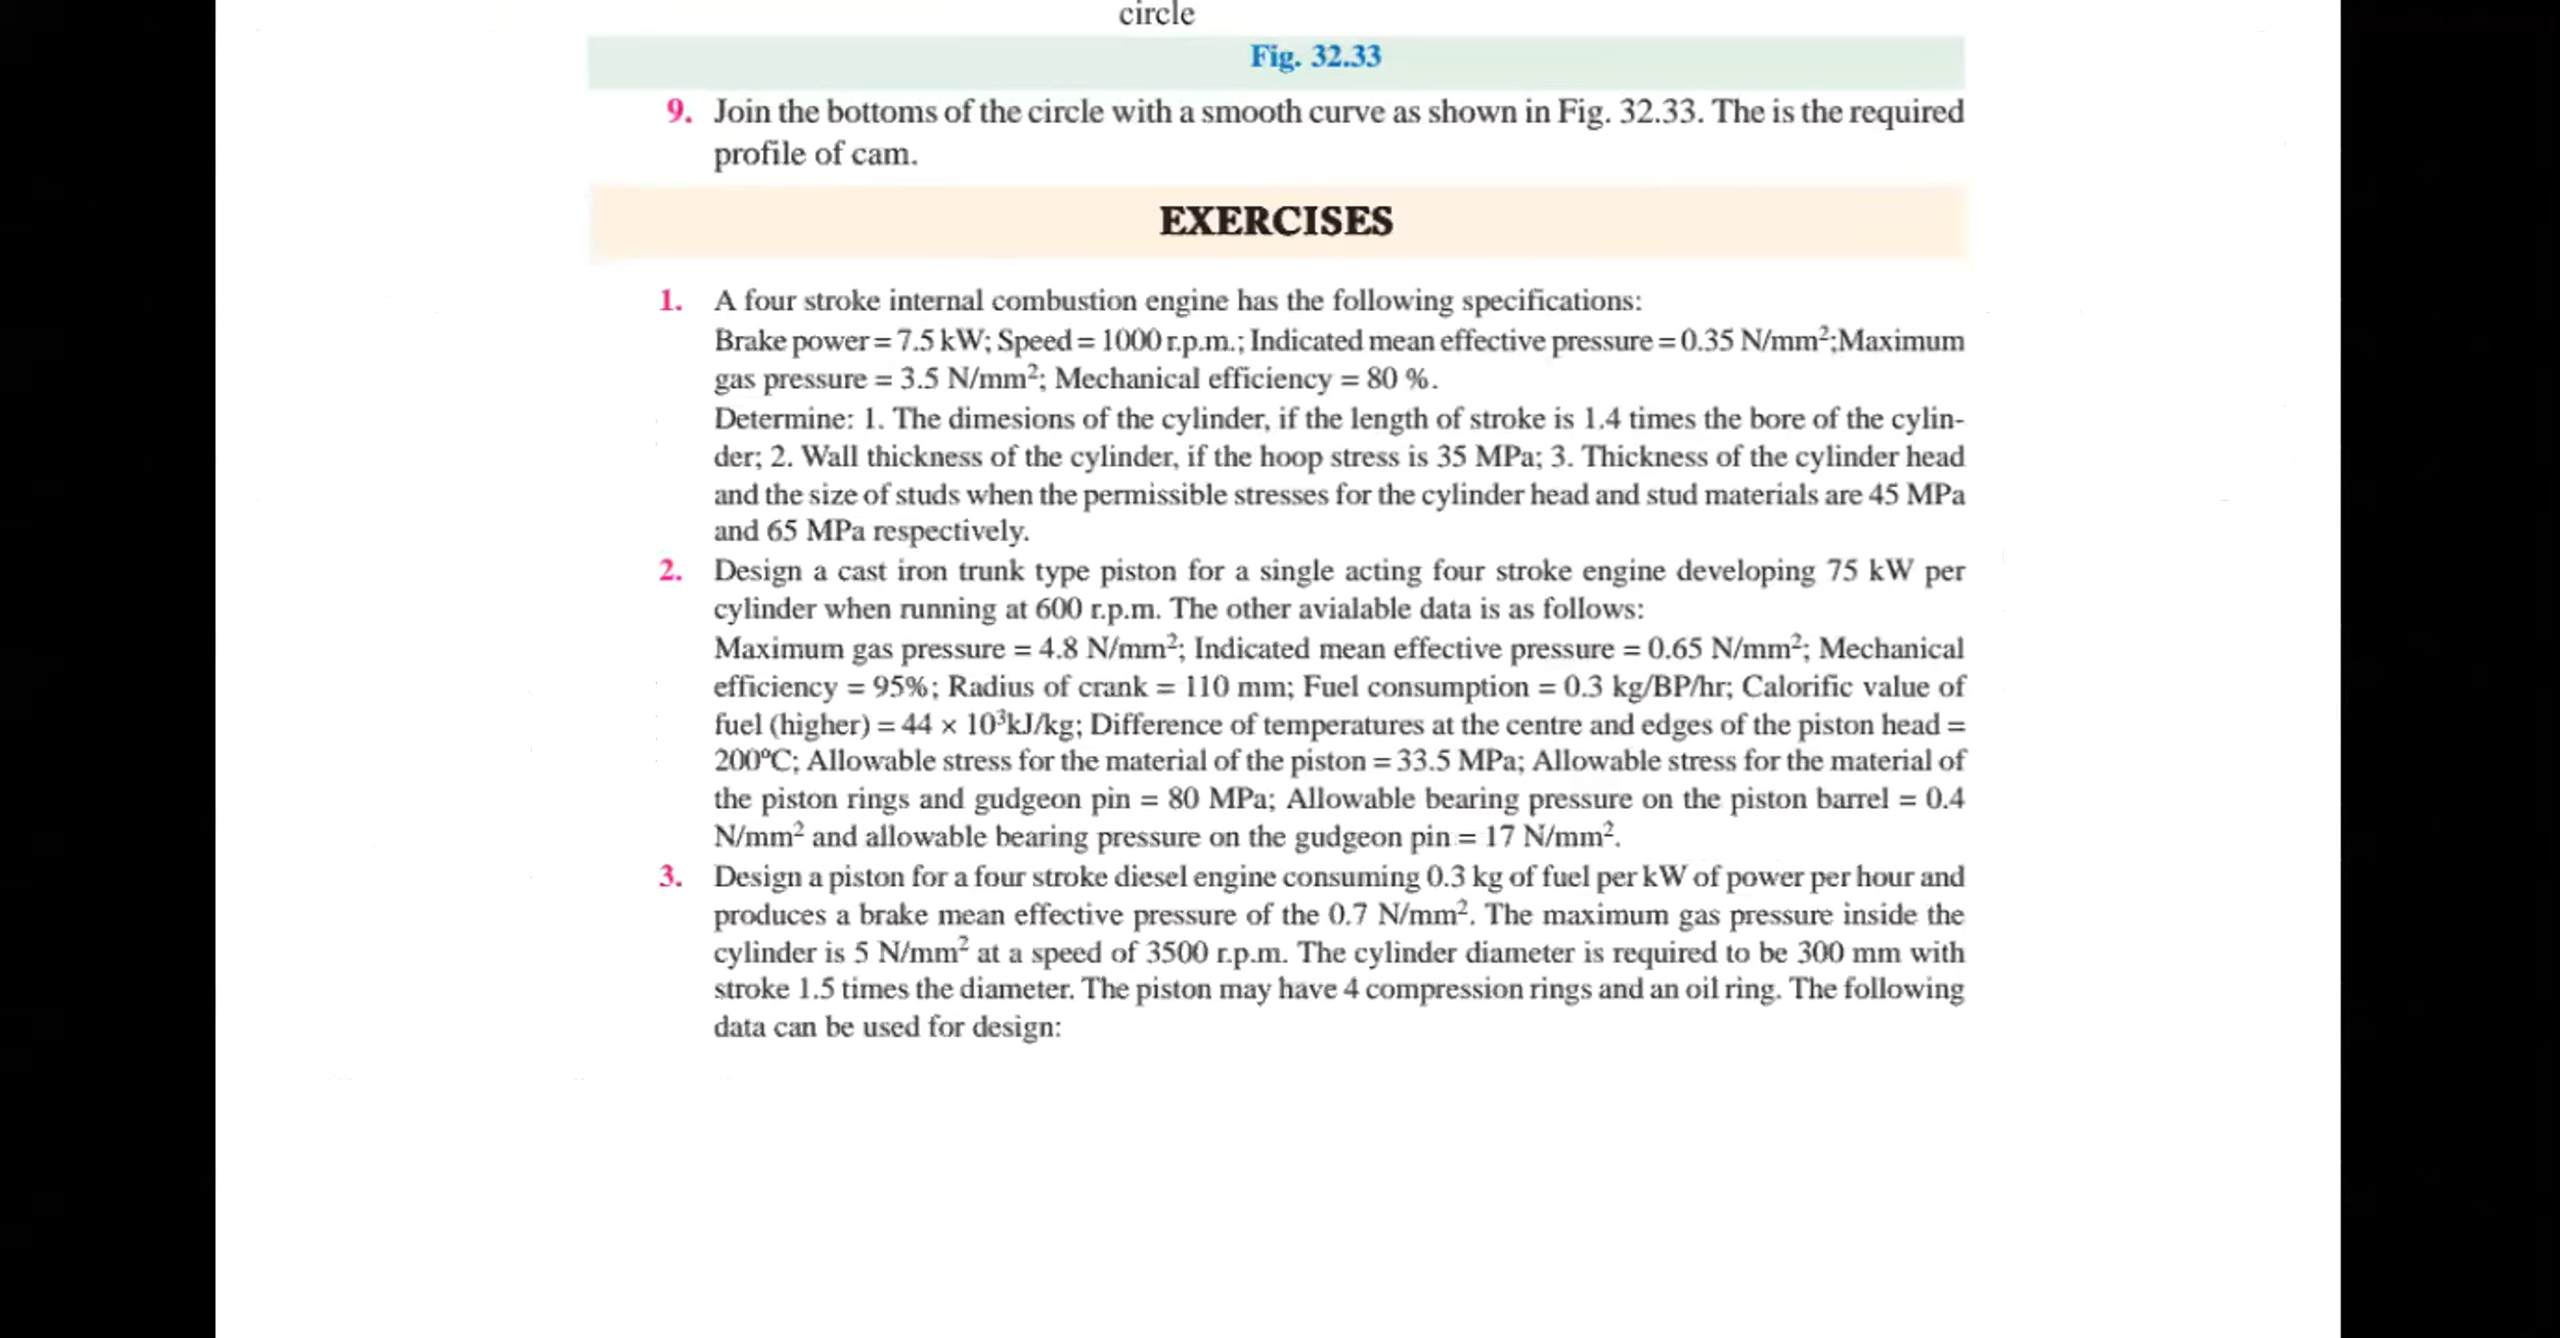 circle
Fig. 32.33
9. Join the bottoms of the circle with a smooth curve as shown in Fig. 32.33. The is the required
profile of cam.
EXERCISES
1. A four stroke internal combustion engine has the following specifications:
Brake power = 7.5 kW; Speed = 1000 r.p.m.; Indicated mean effective pressure = 0.35 N/mm²;Maximum
gas pressure = 3.5 N/mm²; Mechanical efficiency = 80 %.
Determine: 1. The dimesions of the cylinder, if the length of stroke is 1.4 times the bore of the cylin-
der; 2. Wall thickness of the cylinder, if the hoop stress is 35 MPa; 3. Thickness of the cylinder head
and the size of studs when the permissible stresses for the cylinder head and stud materials are 45 MPa
and 65 MPa respectively.
2. Design a cast iron trunk type piston for a single acting four stroke engine developing 75 kW per
cylinder when running at 600 r.p.m. The other avialable data is as follows:
Maximum gas pressure = 4.8 N/mm²; Indicated mean effective pressure = 0.65 N/mm²; Mechanical
efficiency = 95%; Radius of crank = 110 mm; Fuel consumption = 0.3 kg/BP/hr; Calorific value of
fuel (higher) = 44 × 10³kJ/kg; Difference of temperatures at the centre and edges of the piston head =
200ºC; Allowable stress for the material of the piston = 33.5 MPa; Allowable stress for the material of
the piston rings and gudgeon pin = 80 MPa; Allowable bearing pressure on the piston barrel = 0.4
N/mm² and allowable bearing pressure on the gudgeon pin = 17 N/mm².
3. Design a piston for a four stroke diesel engine consuming 0.3 kg of fuel per kW of power per hour and
produces a brake mean effective pressure of the 0.7 N/mm². The maximum gas pressure inside the
cylinder is 5 N/mm² at a speed of 3500 r.p.m. The cylinder diameter is required to be 300 mm with
stroke 1.5 times the diameter. The piston may have 4 compression rings and an oil ring. The following
data can be used for design: